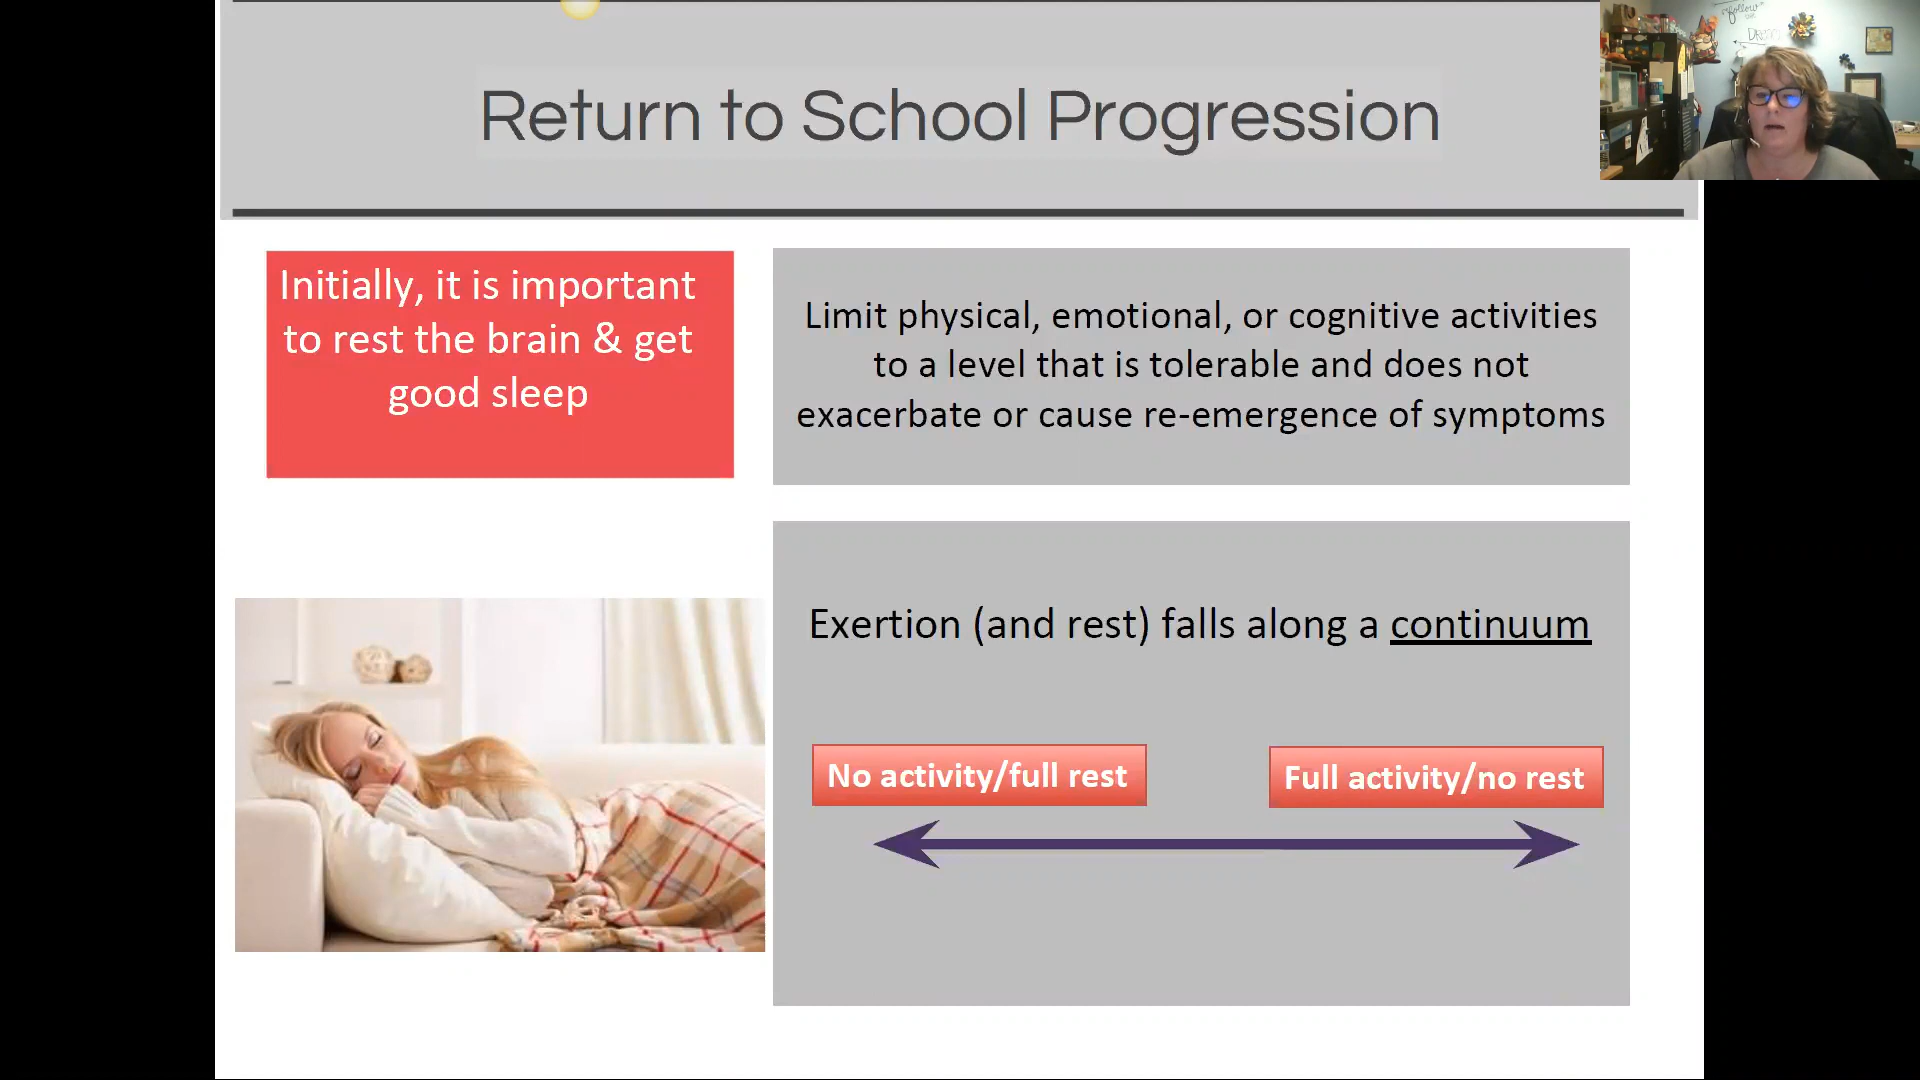 Return to School Progression
Initially, it is important
to rest the brain & get
good sleep
Limit physical, emotional, or cognitive activities
to a level that is tolerable and does not
exacerbate or cause re-emergence of symptoms
Exertion (and rest) falls along a continuum
No activity/full rest
Full activity/no rest
follow